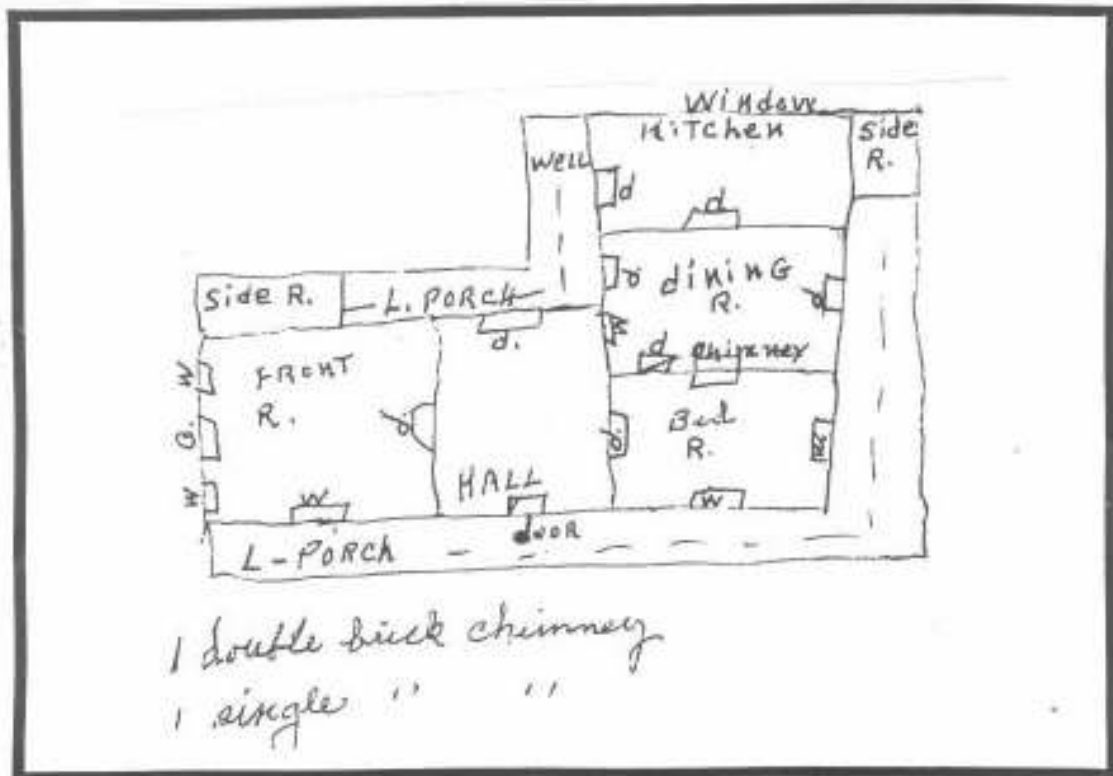 Window
KITCHEN
Side
R.
WELL
d
d
Side R.
L. PORCH
d
dining
R.
d
d.
W
d
Chimney
W
FRONT
R.
d.
d.
Bed
R.
W
W
HALL
W
W
door
L-PORCH
1 double brick chimney
1 single " "